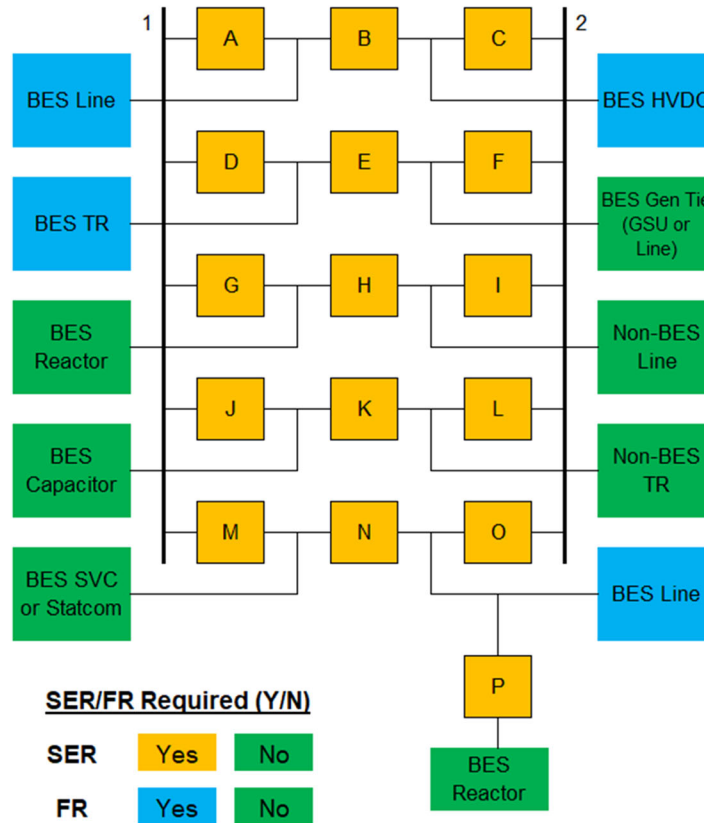 1
A
B
C
2
BES Line
BES HVDC
D
E
F
BES TR
BES Gen Tie
(GSU or
Line)
G
H
I
BES
Reactor
Non-BES
Line
J
K
L
BES
Capacitor
Non-BES
TR
M
N
O
BES SVC
or Statcom
BES Line
P
BES
Reactor
SER/FR Required (Y/N)
SER Yes No
FR Yes No